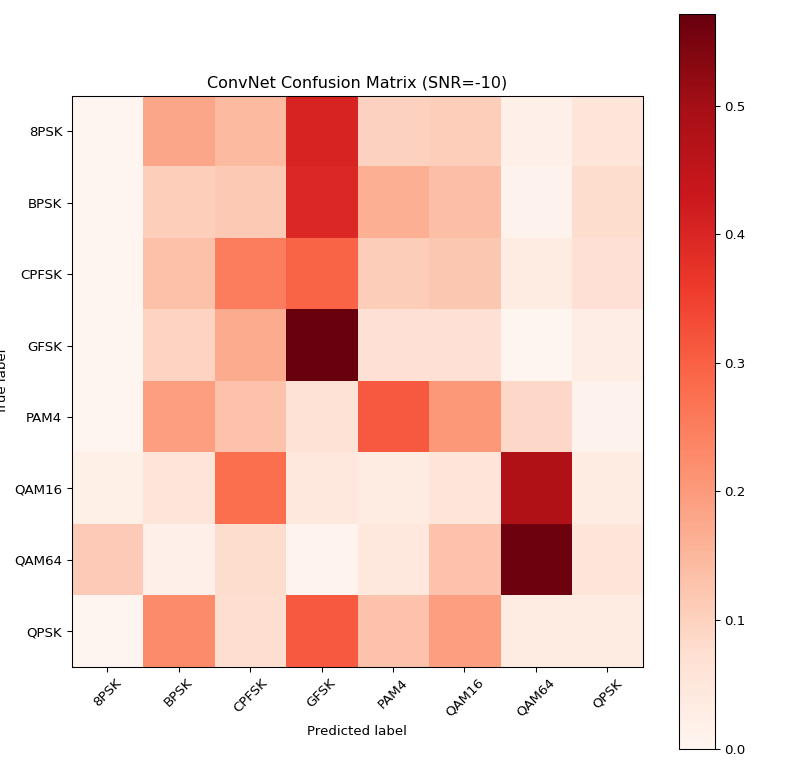 ConvNet Confusion Matrix (SNR=-10)
8PSK
BPSK
CPFSK
GFSK
PAM4
QAM16
QAM64
QPSK
True label
8PSK
BPSK
CPFSK
GFSK
PAM4
QAM16
QAM64
QPSK
Predicted label
0.5
0.4
0.3
0.2
0.1
0.0